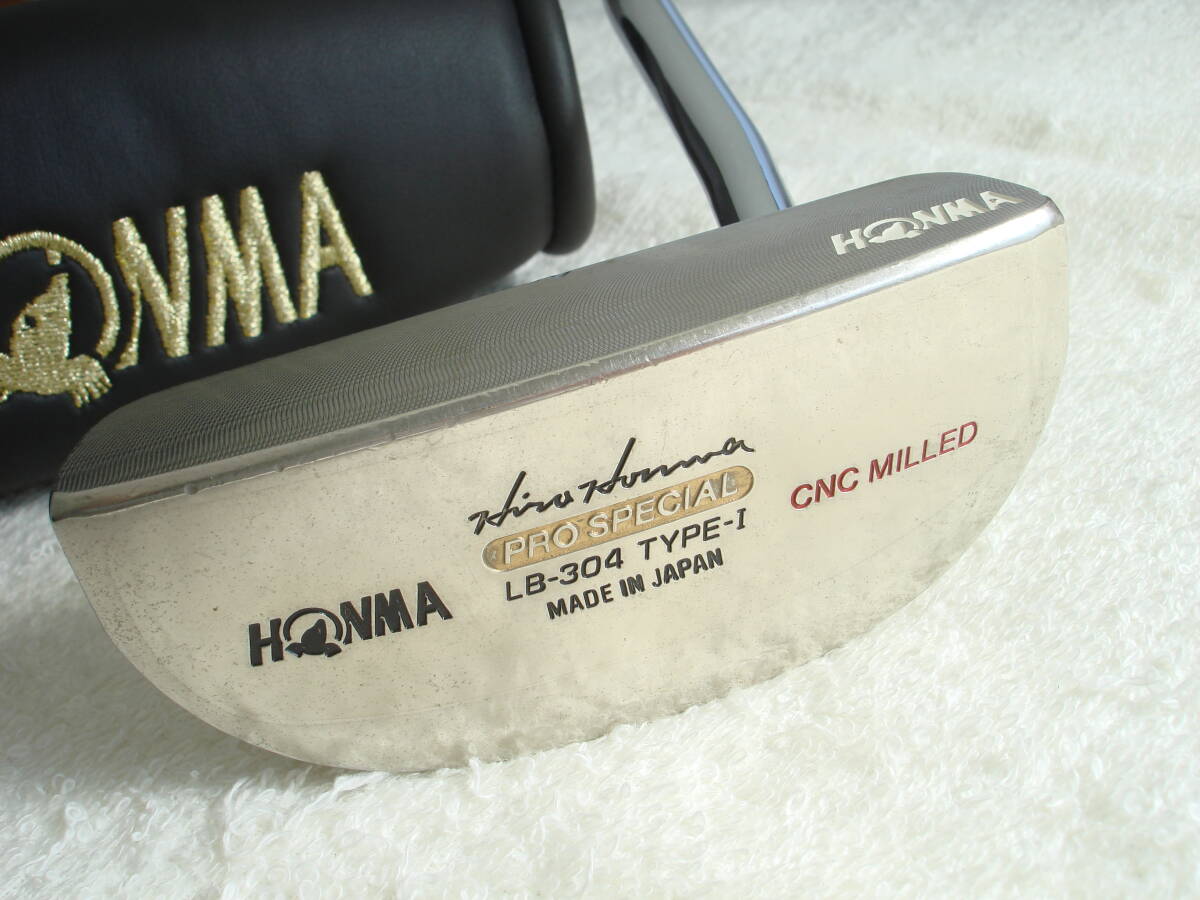 HONMA
HONMA
Hiro Honma
PRO SPECIAL
LB-304 TYPE-I
MADE IN JAPAN
CNC MILLED
HONMA